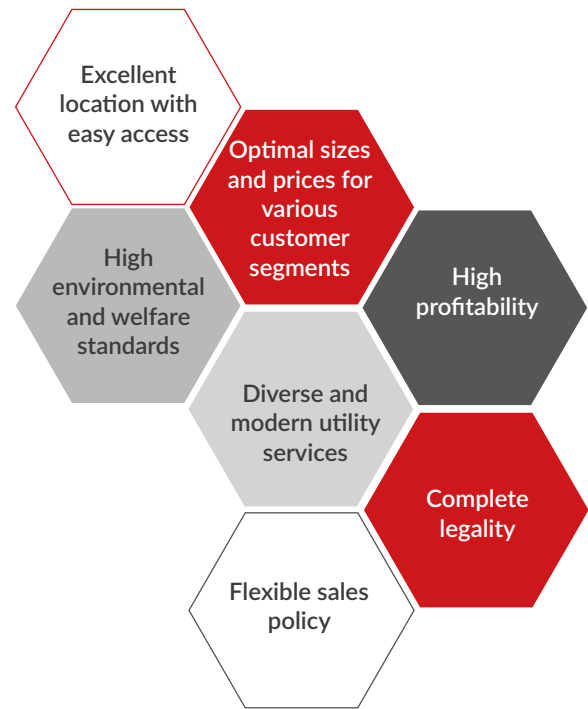 Excellent
location with
easy access
Optimal sizes
and prices for
various
customer
segments
High
environmental
and welfare
standards
High
profitability
Diverse and
modern utility
services
Complete
legality
Flexible sales
policy